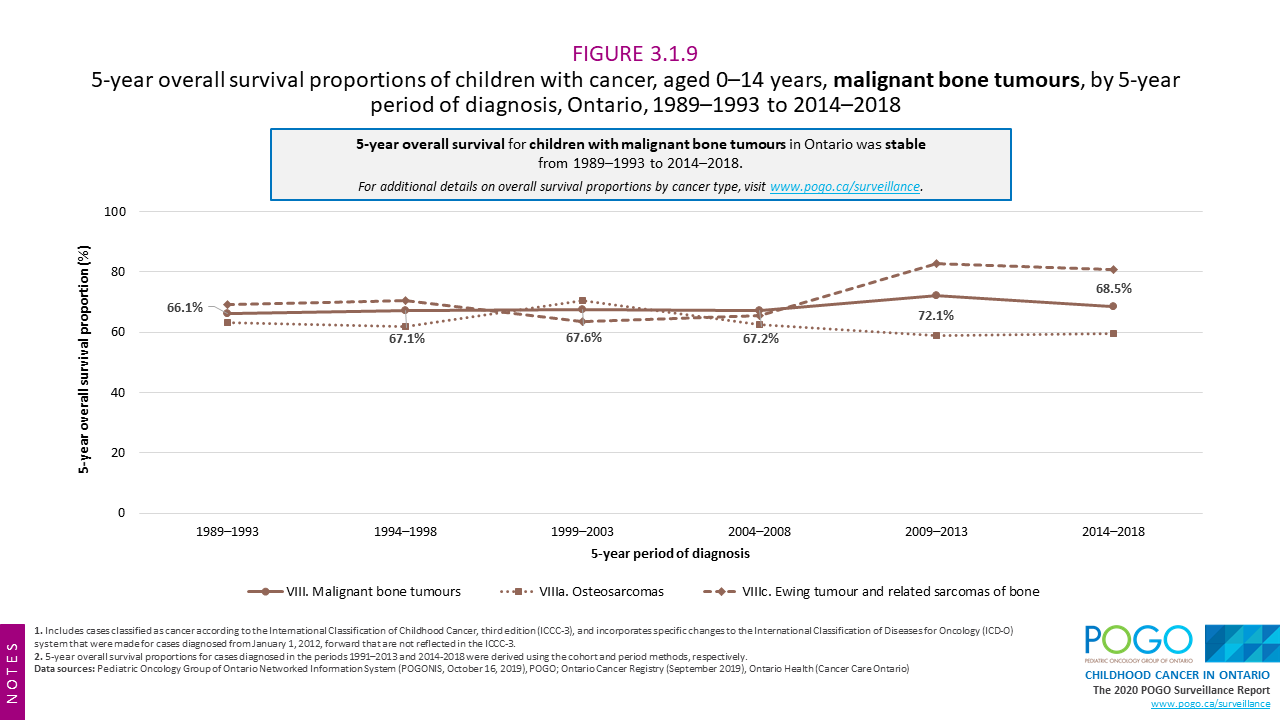 FIGURE 3.1.9
5-year overall survival proportions of children with cancer, aged 0–14 years, malignant bone tumours, by 5-year
period of diagnosis, Ontario, 1989–1993 to 2014–2018
5-year overall survival for children with malignant bone tumours in Ontario was stable
from 1989–1993 to 2014–2018.
For additional details on overall survival proportions by cancer type, visit www.pogo.ca/surveillance.
5-year overall survival proportion (%)
100
80
60
40
20
0
66.1%
67.1%
67.6%
67.2%
72.1%
68.5%
1989–1993
1994–1998
1999–2003
2004–2008
2009–2013
2014–2018
5-year period of diagnosis
VIII. Malignant bone tumours
VIIIa. Osteosarcomas
VIIIc. Ewing tumour and related sarcomas of bone
NOTES
1. Includes cases classified as cancer according to the International Classification of Childhood Cancer, third edition (ICCC-3), and incorporates specific changes to the International Classification of Diseases for Oncology (ICD-O)
system that were made for cases diagnosed from January 1, 2012, forward that are not reflected in the ICCC-3.
2. 5-year overall survival proportions for cases diagnosed in the periods 1991–2013 and 2014-2018 were derived using the cohort and period methods, respectively.
Data sources: Pediatric Oncology Group of Ontario Networked Information System (POGONIS, October 16, 2019), POGO; Ontario Cancer Registry (September 2019), Ontario Health (Cancer Care Ontario)
POGO
PEDIATRIC ONCOLOGY GROUP OF ONTARIO
CHILDHOOD CANCER IN ONTARIO
The 2020 POGO Surveillance Report
www.pogo.ca/surveillance